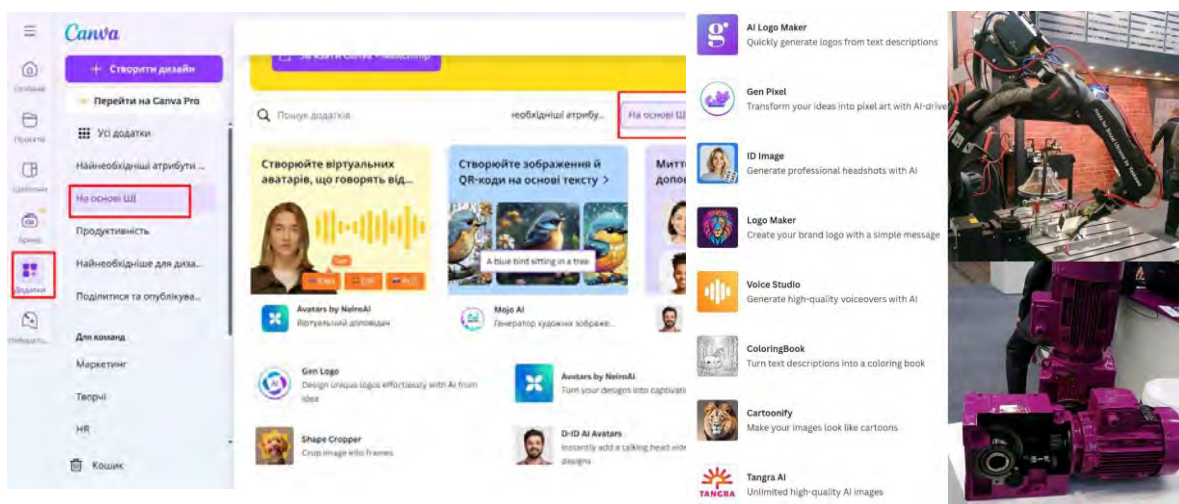 Canva
+ Створити дизайн
Перейти на Canva Pro
Усі додатки
Найнеобхідніші атрибути ...
На основі ШІ
Продуктивність
Найнеобхідніше для диза...
Поділитися та опублікува...
Для команд
Маркетинг
Творчі
HR
Кошик
Головна
Проєкти
Бренд
Додатки
Пошук додатків
необхідніші атрибу...
На основі ШІ
Створюйте віртуальних
аватарів, що говорять від...
Створюйте зображення й
QR-коди на основі тексту >
A blue bird sitting in a tree
Avatars by NeiroAI
Віртуальний доповідач
Mojo AI
Генератор художніх зображе...
Gen Logo
Design unique logos effortlessly with AI from
idea
Avatars by NeiroAI
Turn your designs into captivati
Shape Cropper
Crop image into frames
D-ID AI Avatars
Instantly add a talking head vide
designs
AI Logo Maker
Quickly generate logos from text descriptions
Gen Pixel
Transform your ideas into pixel art with AI-drive
ID Image
Generate professional headshots with AI
Logo Maker
Create your brand logo with a simple message
Voice Studio
Generate high-quality voiceovers with AI
ColoringBook
Turn text descriptions into a coloring book
Cartoonify
Make your images look like cartoons
TANGRA
Tangra AI
Unlimited high-quality AI images